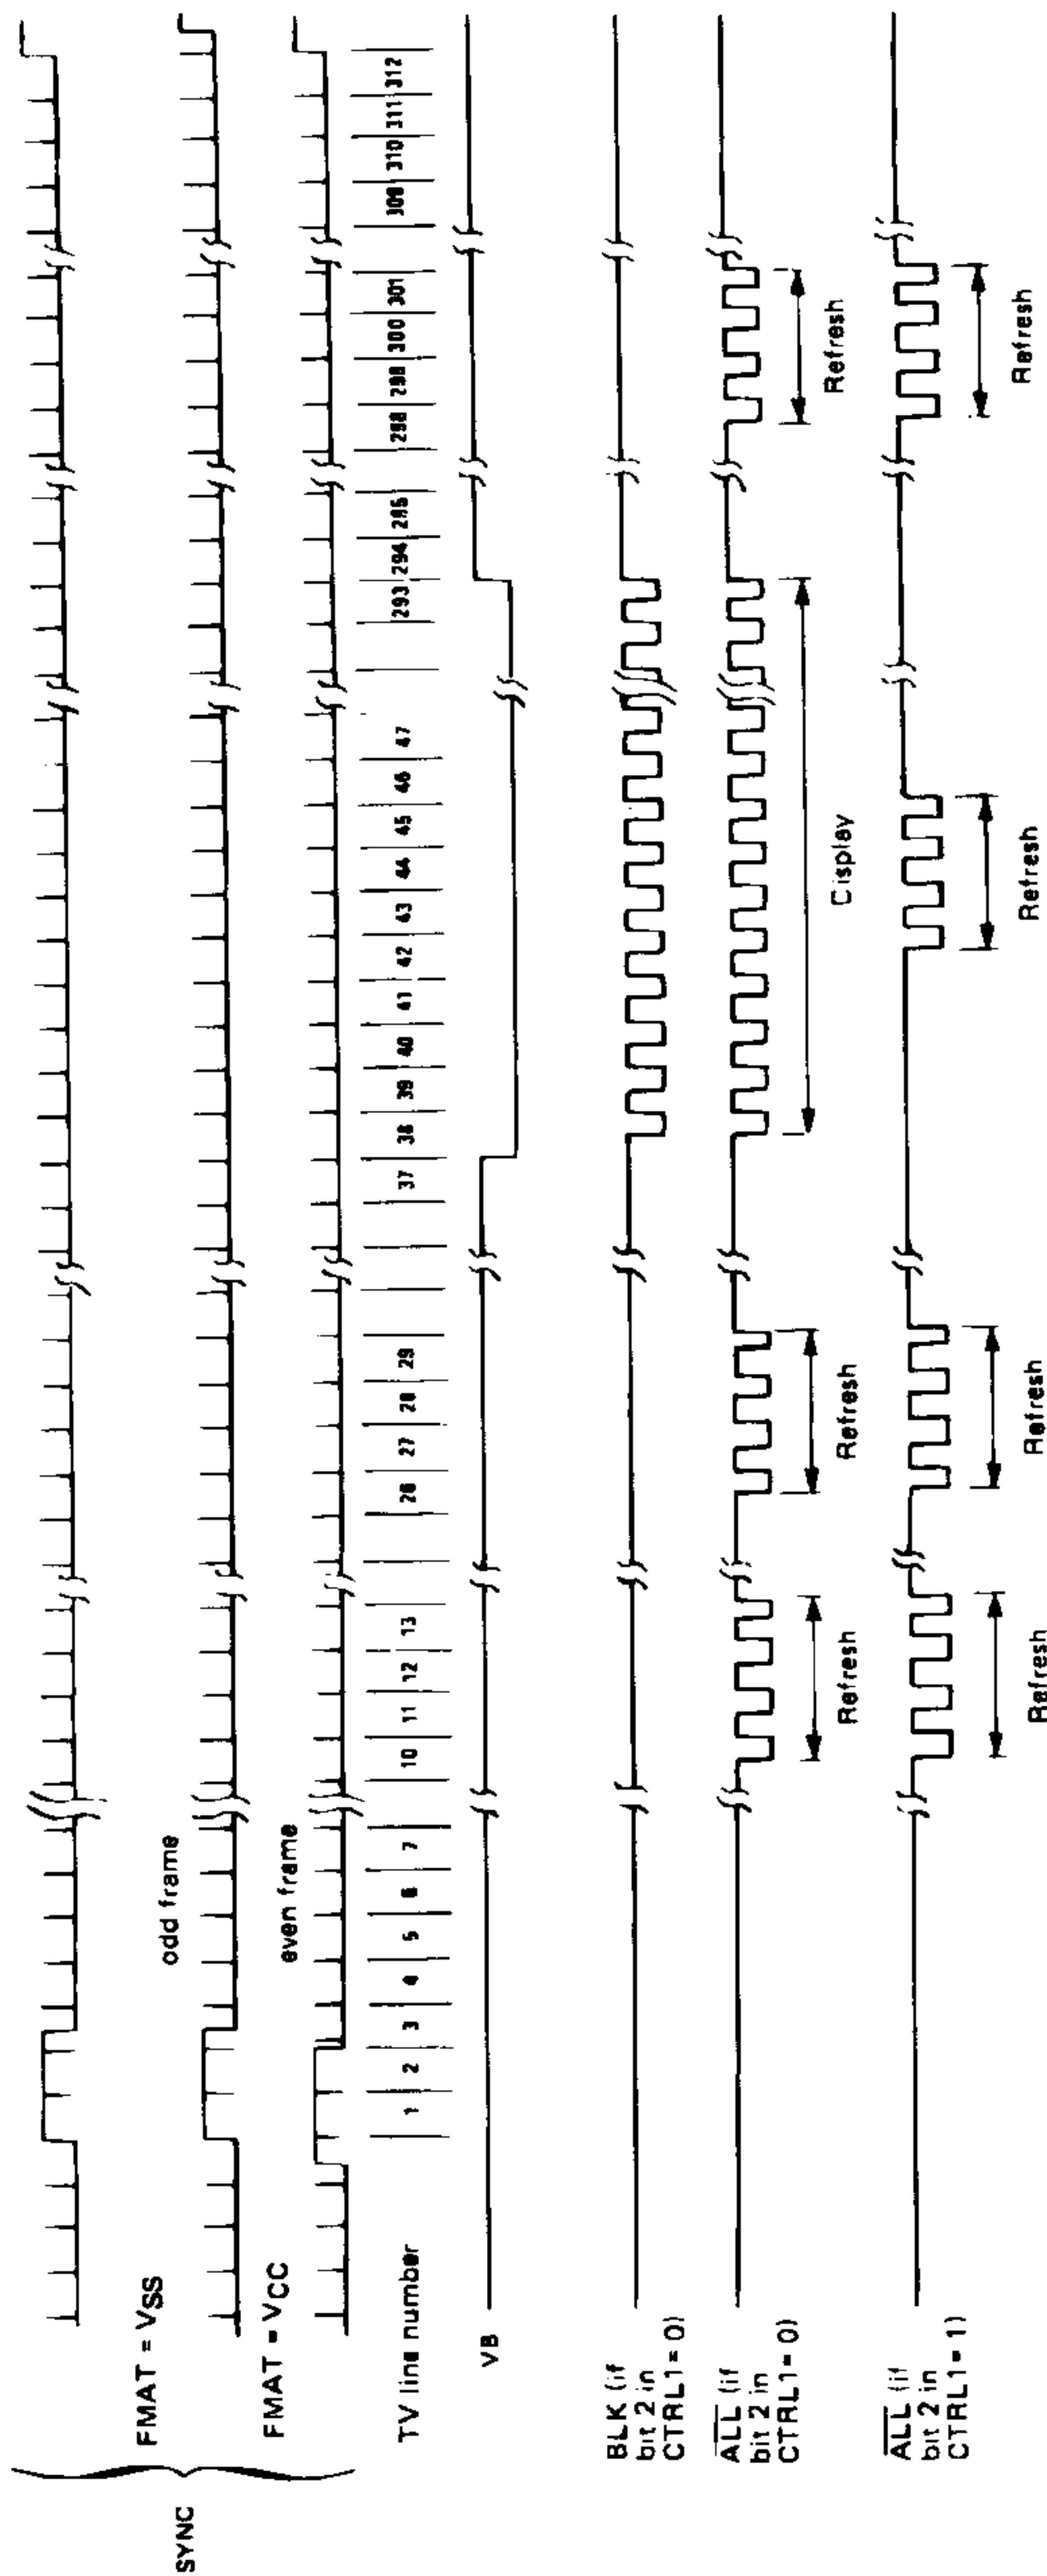 SYNC
FMAT = VSS
odd frame
FMAT = VCC
even frame
TV line number
1 2 3 4 5 6 7 10 11 12 13 26 27 28 29 37 38 39 40 41 42 43 44 45 46 47 293 294 295 298 299 300 301 309 310 311 312
VB
BLK (if
bit 2 in
CTRL1= 0)
ALL (if
bit 2 in
CTRL1= 0)
Refresh
Refresh
Display
Refresh
ALL (if
bit 2 in
CTRL1= 1)
Refresh
Refresh
Refresh
Refresh